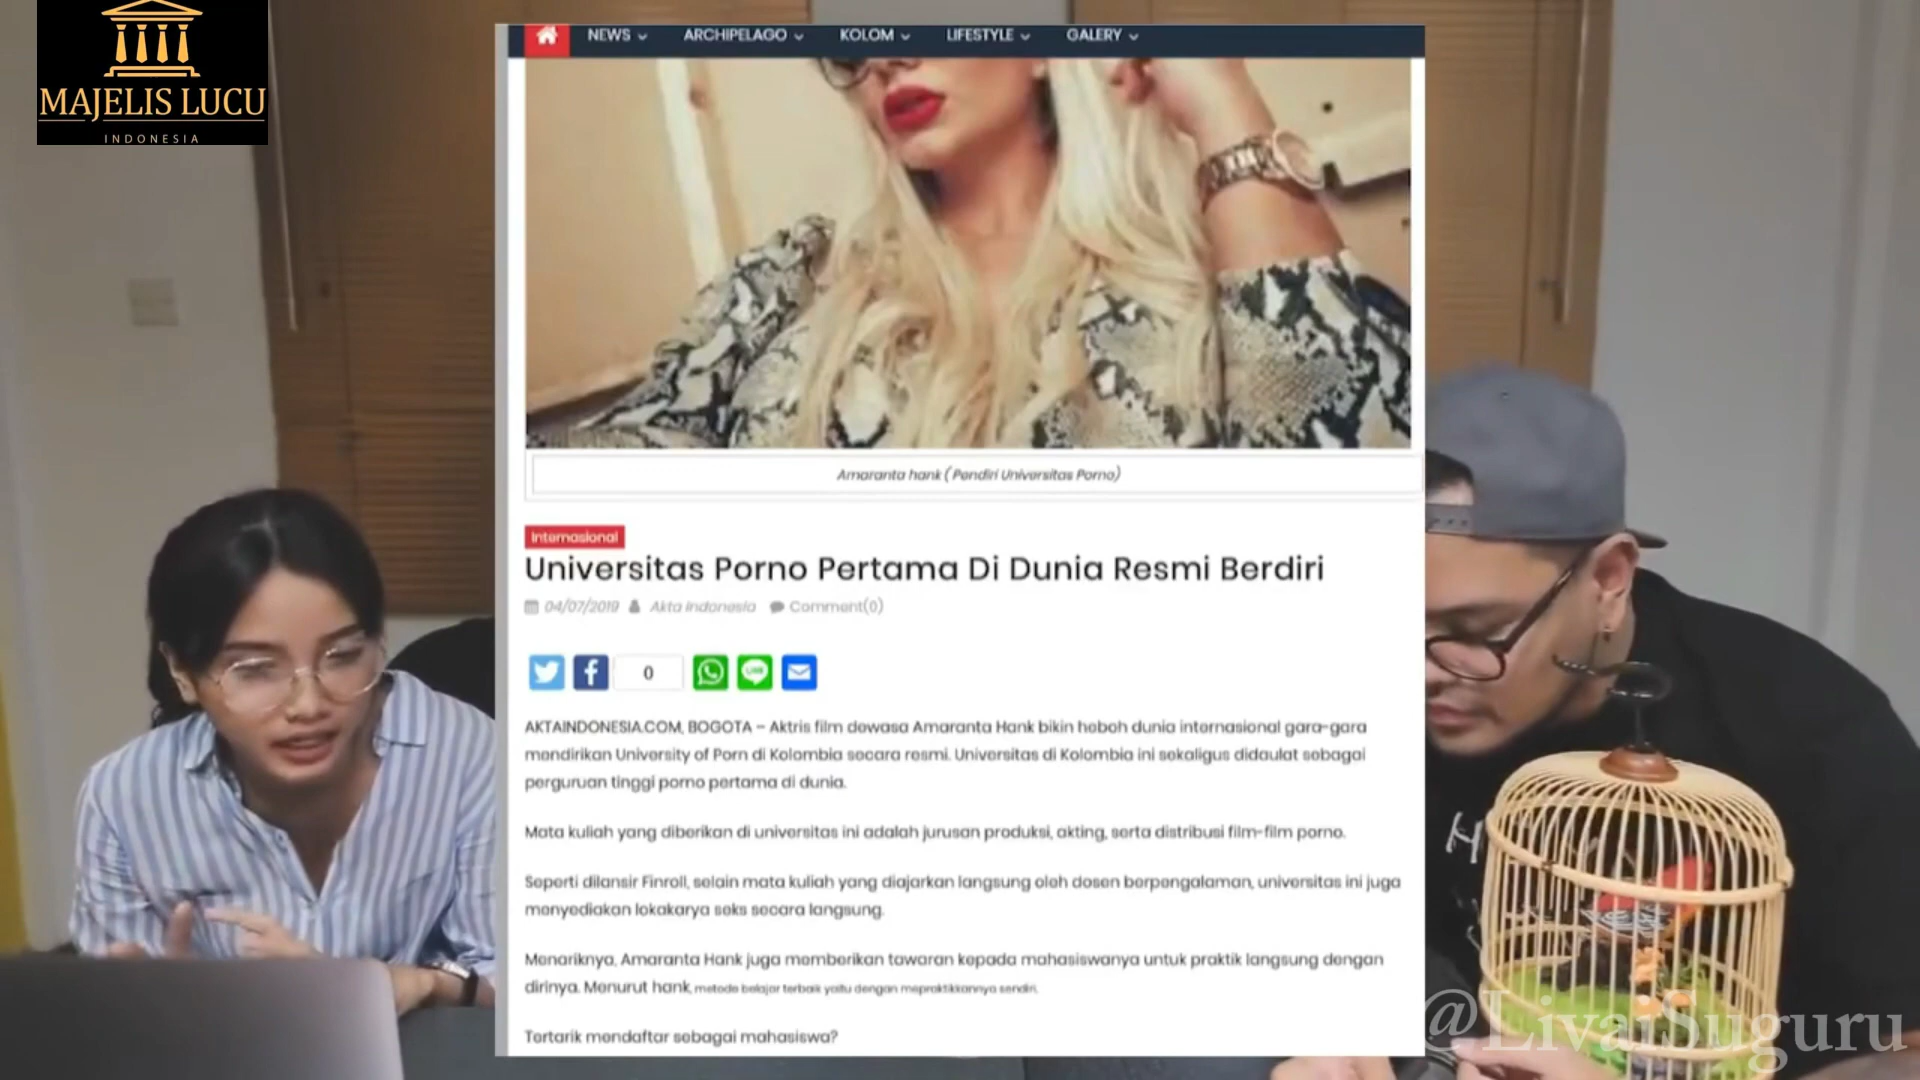 MAJELIS LUCU
INDONESIA
NEWS ARCHIPELAGO KOLOM LIFESTYLE GALERY
Amaranta hank ( Pendiri Universitas Porno)
Internasional
Universitas Porno Pertama Di Dunia Resmi Berdiri
04/07/2019 Akta Indonesia Comment(0)
0
AKTAINDONESIA.COM, BOGOTA – Aktris film dewasa Amaranta Hank bikin heboh dunia internasional gara-gara
mendirikan University of Porn di Kolombia secara resmi. Universitas di Kolombia ini sekaligus didaulat sebagai
perguruan tinggi porno pertama di dunia.
Mata kuliah yang diberikan di universitas ini adalah jurusan produksi, akting, serta distribusi film-film porno.
Seperti dilansir Finroll, selain mata kuliah yang diajarkan langsung oleh dosen berpengalaman, universitas ini juga
menyediakan lokakarya seks secara langsung.
Menariknya, Amaranta Hank juga memberikan tawaran kepada mahasiswanya untuk praktik langsung dengan
dirinya. Menurut hank, metode belajar terbaik yaitu dengan mepraktikkannya sendiri.
Tertarik mendaftar sebagai mahasiswa?
H
@LivaiSuguru